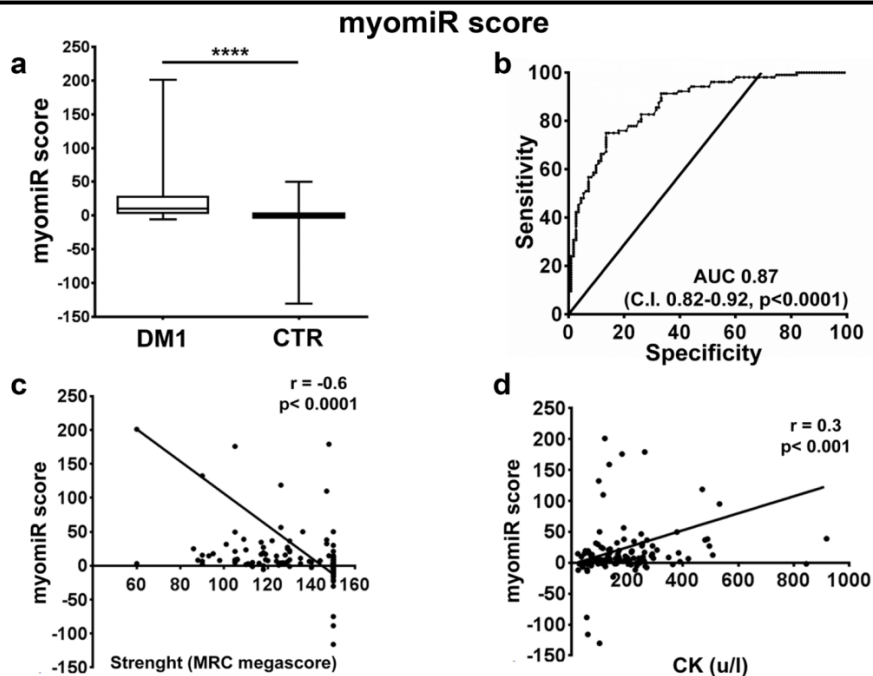 myomiR score
a
****
250
200
150
100
50
0
-50
-100
-150
myomiR score
DM1 CTR
b
100
80
60
40
20
0
Sensitivity
AUC 0.87
(C.I. 0.82-0.92, p<0.0001)
0 20 40 60 80 100
Specificity
c
r = -0.6
p< 0.0001
250
200
150
100
50
0
-50
-100
-150
myomiR score
60 80 100 120 140 160
Strenght (MRC megascore)
d
r = 0.3
p< 0.001
250
200
150
100
50
0
-50
-100
-150
myomiR score
200 400 600 800 1000
CK (u/l)